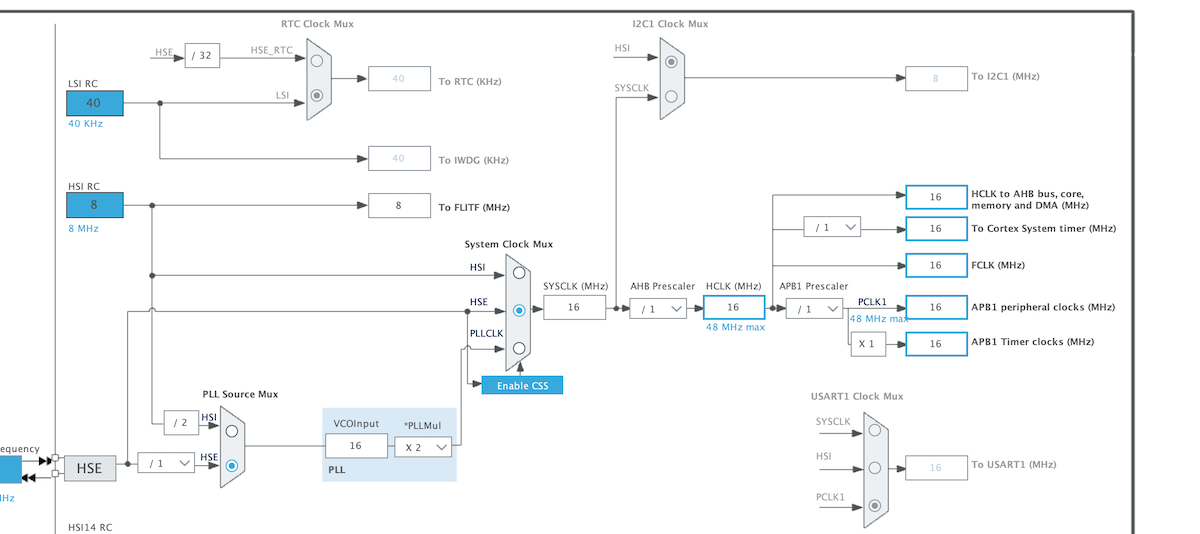 RTC Clock Mux
I2C1 Clock Mux
HSE
/ 32
HSE_RTC
HSI
LSI RC
40
To RTC (KHz)
8
To I2C1 (MHz)
40
LSI
SYSCLK
40 KHz
40
To IWDG (KHz)
HSI RC
8
8
To FLITF (MHz)
HCLK to AHB bus, core,
memory and DMA (MHz)
16
8 MHz
/ 1
16
To Cortex System timer (MHz)
System Clock Mux
HSI
16
FCLK (MHz)
SYSCLK (MHz)
AHB Prescaler
HCLK (MHz)
APB1 Prescaler
HSE
16
/ 1
16
/ 1
PCLK1
16
APB1 peripheral clocks (MHz)
48 MHz max
48 MHz max
PLLCLK
X 1
16
APB1 Timer clocks (MHz)
Enable CSS
PLL Source Mux
USART1 Clock Mux
/ 2
HSI
VCOInput
*PLLMul
SYSCLK
16
X 2
equency
HSE
/ 1
HSE
PLL
HSI
16
To USART1 (MHz)
Hz
PCLK1
HSI14 RC